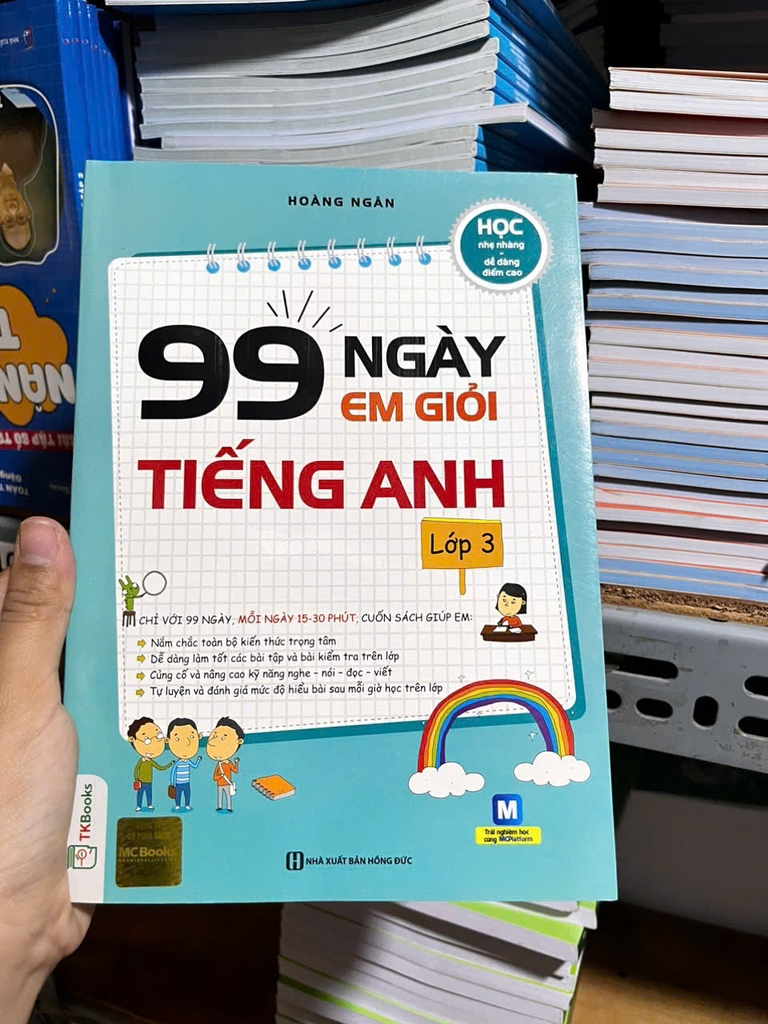 HOÀNG NGÂN
HỌC
nhẹ nhàng
-
dễ dàng
điểm cao
99 NGÀY
EM GIỎI
TIẾNG ANH
Lớp 3
CHỈ VỚI 99 NGÀY, MỖI NGÀY 15-30 PHÚT, CUỐN SÁCH GIÚP EM:
Nắm chắc toàn bộ kiến thức trọng tâm
Dễ dàng làm tốt các bài tập và bài kiểm tra trên lớp
Củng cố và nâng cao kỹ năng nghe - nói - đọc - viết
Tự luyện và đánh giá mức độ hiểu bài sau mỗi giờ học trên lớp
TKBooks
MCBooks
M
Trải nghiệm học
cùng MCPlatform
NHÀ XUẤT BẢN HỒNG ĐỨC